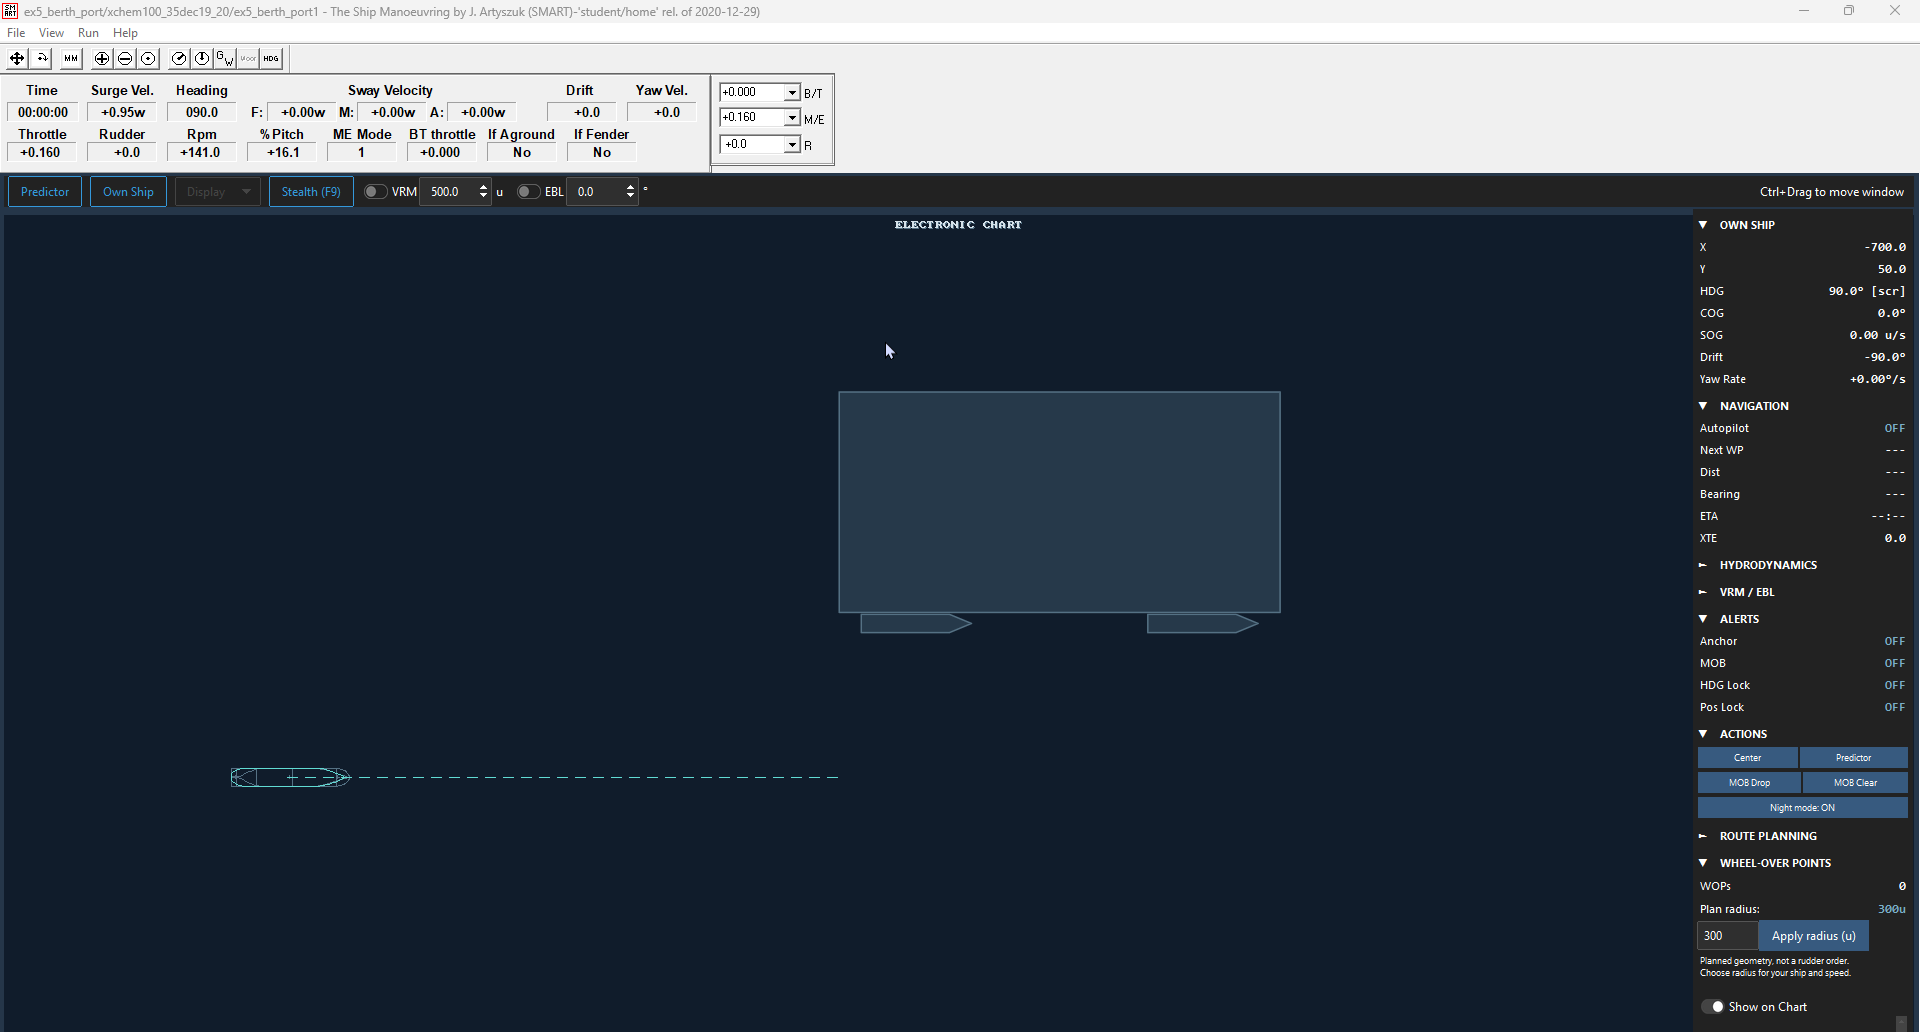 ex5_berth_port/xchem100_35dec19_20/ex5_berth_port1 - The Ship Manoeuvring by J. Artyszuk (SMART)-'student/home' rel. of 2020-12-29)
File View Run Help
MM G W Moor HDG
Time Surge Vel. Heading Sway Velocity Drift Yaw Vel.
00:00:00 +0.95w 090.0 F: +0.00w M: +0.00w A: +0.00w +0.0 +0.0
Throttle Rudder Rpm %Pitch ME Mode BT throttle If Aground If Fender
+0.160 +0.0 +141.0 +16.1 1 +0.000 No No
+0.000 B/T
+0.160 M/E
+0.0 R
Predictor Own Ship Display Stealth (F9) VRM 500.0 u EBL 0.0 ° Ctrl+Drag to move window
ELECTRONIC CHART
OWN SHIP
X -700.0
Y 50.0
HDG 90.0° [scr]
COG 0.0°
SOG 0.00 u/s
Drift -90.0°
Yaw Rate +0.00°/s
NAVIGATION
Autopilot OFF
Next WP ---
Dist ---
Bearing ---
ETA --:--
XTE 0.0
HYDRODYNAMICS
VRM / EBL
ALERTS
Anchor OFF
MOB OFF
HDG Lock OFF
Pos Lock OFF
ACTIONS
Center Predictor
MOB Drop MOB Clear
Night mode: ON
ROUTE PLANNING
WHEEL-OVER POINTS
WOPs 0
Plan radius: 300u
300 Apply radius (u)
Planned geometry, not a rudder order.
Choose radius for your ship and speed.
Show on Chart